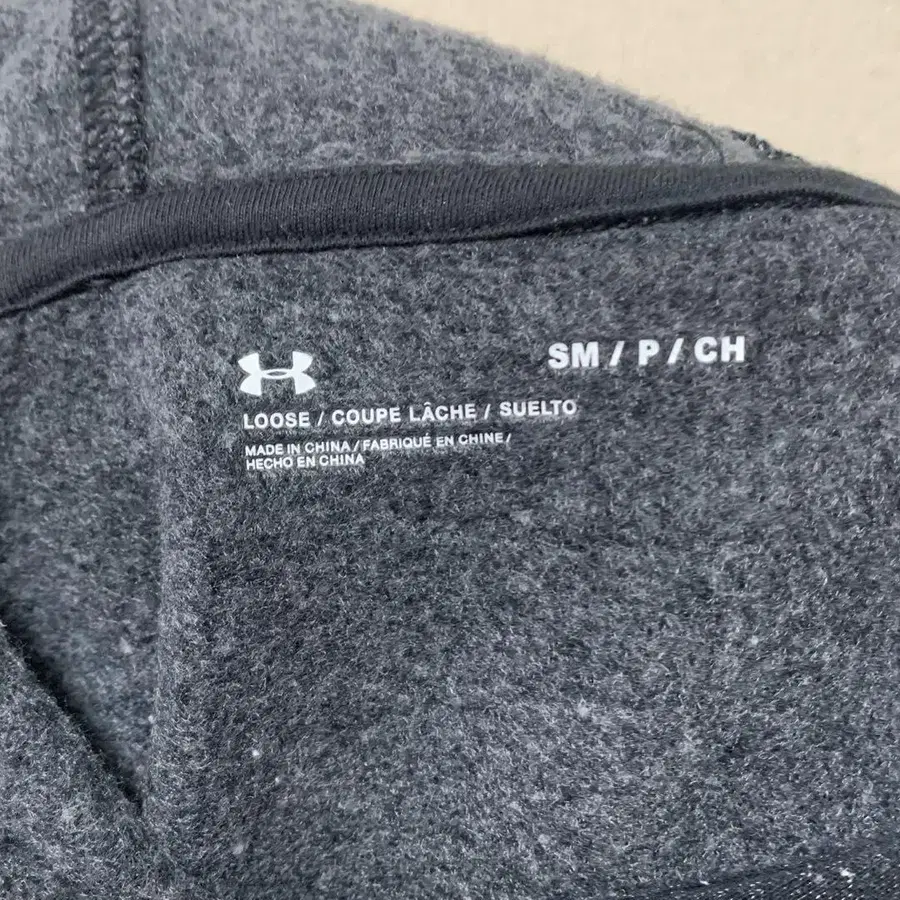 SM / P / CH
LOOSE / COUPE LÂCHE / SUELTO
MADE IN CHINA / FABRIQUÉ EN CHINE /
HECHO EN CHINA